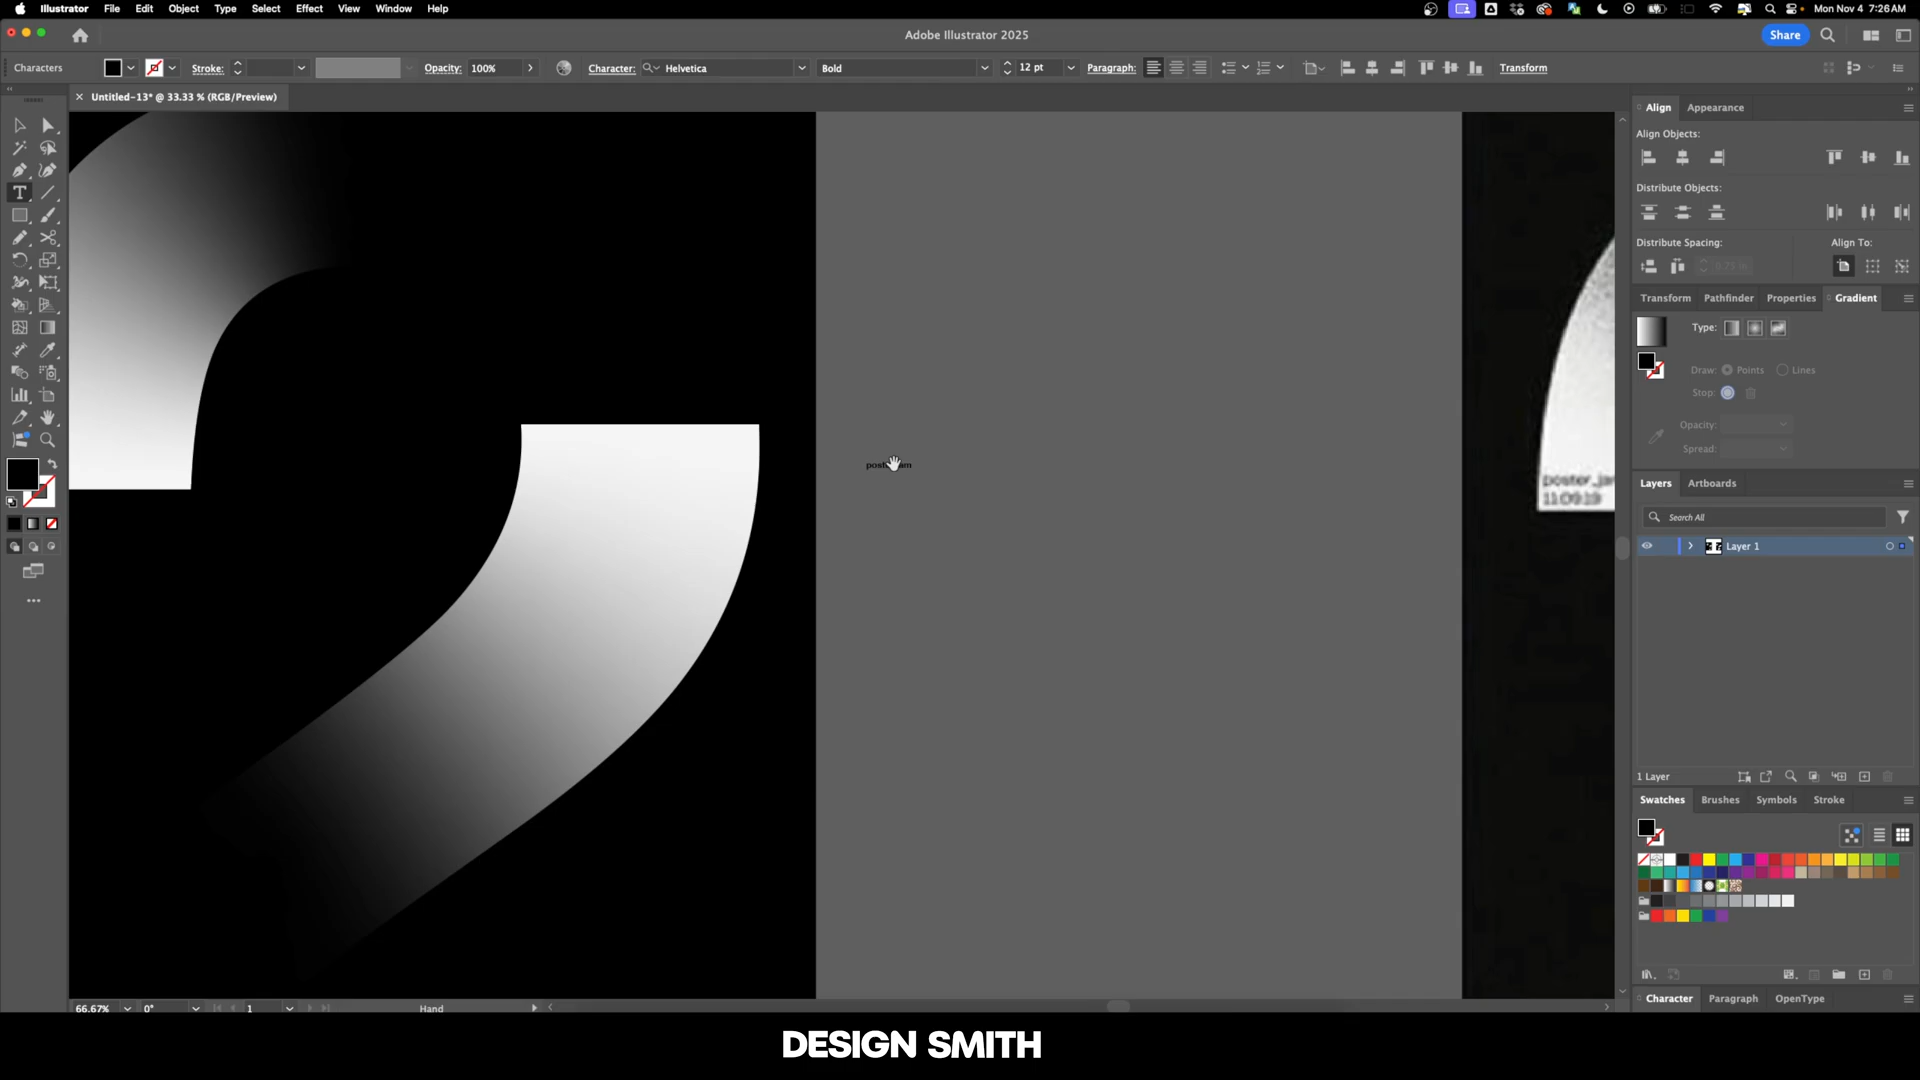 Illustrator File Edit Object Type Select Effect View Window Help
Mon Nov 4 7:26 AM
Adobe Illustrator 2025
Share
Characters
Stroke:
Opacity: 100%
Character: Helvetica
Bold
12 pt
Paragraph:
Transform
Untitled-13* @ 33.33 % (RGB/Preview)
Align Appearance
Align Objects:
Distribute Objects:
Distribute Spacing: Align To:
Transform Pathfinder Properties Gradient
Type:
Draw: Points Lines
Stop:
Opacity:
Spread:
Layers Artboards
Search All
Layer 1
1 Layer
Swatches Brushes Symbols Stroke
Character Paragraph OpenType
66.67% 0° 1 Hand
DESIGN SMITH